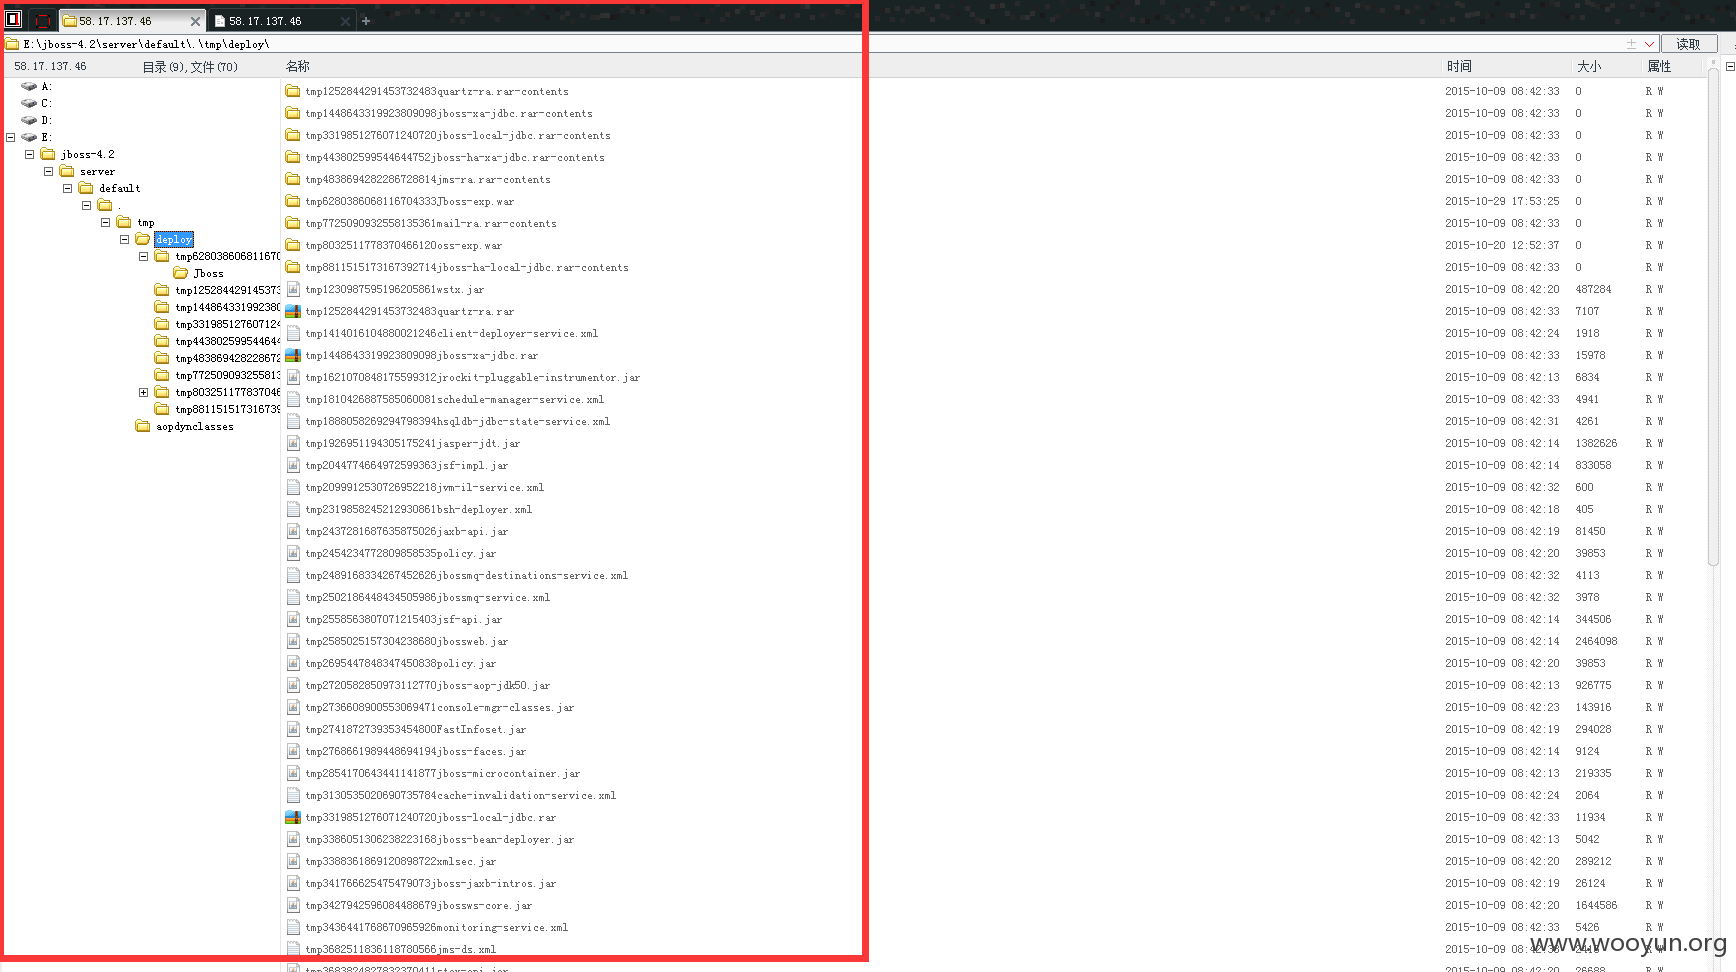 58.17.137.46 58.17.137.46
E:\jboss-4.2\server\default\.\tmp\deploy\ 读取
58.17.137.46 目录(9),文件(70) 名称 时间 大小 属性
A:
C:
D:
E:
jboss-4.2
server
default
.
tmp
deploy
tmp628038606811670
Jboss
tmp125284429145373
tmp144864331992380
tmp331985127607124
tmp443802599544644
tmp483869428228672
tmp772509093255813
tmp803251177837046
tmp881151517316739
aopdynclasses
tmp1252844291453732483quartz-ra.rar-contents 2015-10-09 08:42:33 0 R W
tmp1448643319923809098jboss-xa-jdbc.rar-contents 2015-10-09 08:42:33 0 R W
tmp3319851276071240720jboss-local-jdbc.rar-contents 2015-10-09 08:42:33 0 R W
tmp443802599544644752jboss-ha-xa-jdbc.rar-contents 2015-10-09 08:42:33 0 R W
tmp4838694282286728814jms-ra.rar-contents 2015-10-09 08:42:33 0 R W
tmp6280386068116704333Jboss-exp.war 2015-10-29 17:53:25 0 R W
tmp7725090932558135361mail-ra.rar-contents 2015-10-09 08:42:33 0 R W
tmp8032511778370466120oss-exp.war 2015-10-20 12:52:37 0 R W
tmp8811515173167392714jboss-ha-local-jdbc.rar-contents 2015-10-09 08:42:33 0 R W
tmp1230987595196205861wstx.jar 2015-10-09 08:42:20 487284 R W
tmp1252844291453732483quartz-ra.rar 2015-10-09 08:42:33 7107 R W
tmp1414016104880021246client-deployer-service.xml 2015-10-09 08:42:24 1918 R W
tmp1448643319923809098jboss-xa-jdbc.rar 2015-10-09 08:42:33 15978 R W
tmp1621070848175599312jrockit-pluggable-instrumentor.jar 2015-10-09 08:42:13 6834 R W
tmp1810426887585060081schedule-manager-service.xml 2015-10-09 08:42:33 4941 R W
tmp1888058269294798394hsqldb-jdbc-state-service.xml 2015-10-09 08:42:31 4261 R W
tmp1926951194305175241jasper-jdt.jar 2015-10-09 08:42:14 1382626 R W
tmp2044774664972599363jsf-impl.jar 2015-10-09 08:42:14 833058 R W
tmp2099912530726952218jvm-il-service.xml 2015-10-09 08:42:32 600 R W
tmp2319858245212930861bsh-deployer.xml 2015-10-09 08:42:18 405 R W
tmp2437281687635875026jaxb-api.jar 2015-10-09 08:42:19 81450 R W
tmp2454234772809858535policy.jar 2015-10-09 08:42:20 39853 R W
tmp2489168334267452626jbossmq-destinations-service.xml 2015-10-09 08:42:32 4113 R W
tmp2502186448434505986jbossmq-service.xml 2015-10-09 08:42:32 3978 R W
tmp2558563807071215403jsf-api.jar 2015-10-09 08:42:14 344506 R W
tmp2585025157304238680jbossweb.jar 2015-10-09 08:42:14 2464098 R W
tmp2695447848347450838policy.jar 2015-10-09 08:42:20 39853 R W
tmp2720582850973112770jboss-aop-jdk50.jar 2015-10-09 08:42:13 926775 R W
tmp2736608900553069471console-mgr-classes.jar 2015-10-09 08:42:23 143916 R W
tmp2741872739353454800FastInfoset.jar 2015-10-09 08:42:19 294028 R W
tmp2768661989448694194jboss-faces.jar 2015-10-09 08:42:14 9124 R W
tmp2854170643441141877jboss-microcontainer.jar 2015-10-09 08:42:13 219335 R W
tmp3130535020690735784cache-invalidation-service.xml 2015-10-09 08:42:24 2064 R W
tmp3319851276071240720jboss-local-jdbc.rar 2015-10-09 08:42:33 11934 R W
tmp3386051306238223168jboss-bean-deployer.jar 2015-10-09 08:42:13 5042 R W
tmp3388361869120898722xmlsec.jar 2015-10-09 08:42:20 289212 R W
tmp341766625475479073jboss-jaxb-intros.jar 2015-10-09 08:42:19 26124 R W
tmp3427942596084488679jbossws-core.jar 2015-10-09 08:42:20 1644586 R W
tmp3436441768670965926monitoring-service.xml 2015-10-09 08:42:33 5426 R W
tmp3682511836118780566jms-ds.xml 2015-10-09 08:42:33
www.wooyun.org